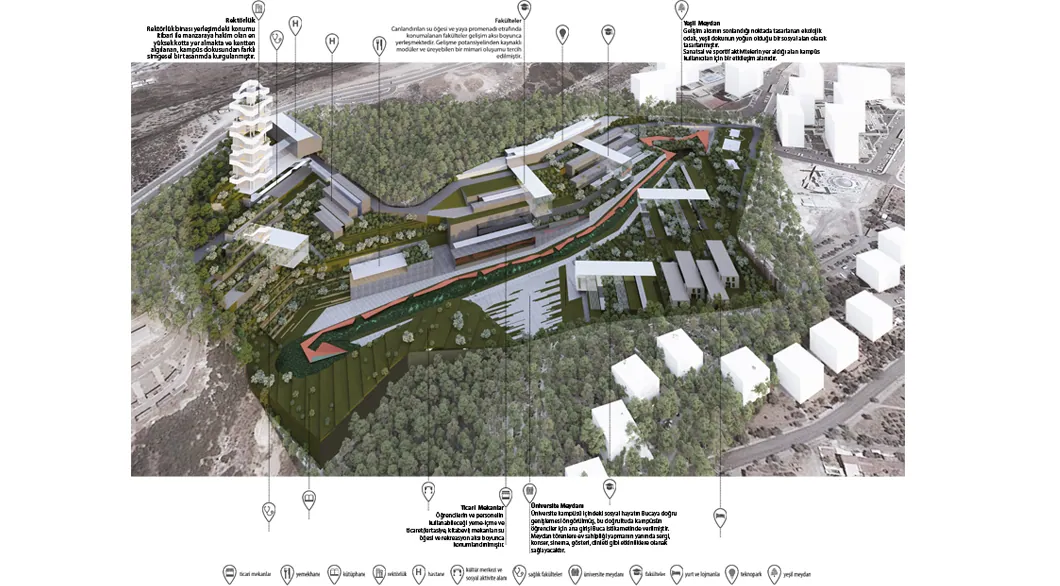 Rektörlük
Rektörlük binası yerleşimdeki konumu
itibari ile manzaraya hakim olan en
yüksek kotta yer almakta ve kentten
algılanan, kampüs dokusundan farklı
simgesel bir tasarımda kurgulanmıştır.
Fakülteler
Canlandırılan su öğesi ve yaya promenadı etrafında
konumlanan fakülteler gelişim aksı boyunca
yerleşmektedir. Gelişme potansiyelinden kaynaklı
modüler ve üreyebilen bir mimari oluşumu tercih
edilmiştir.
Yeşil Meydan
Gelişim aksının sonlandığı noktada tasarlanan ekolojik
odak, yeşil dokunun yoğun olduğu bir sosyal alan olarak
tasarlanmıştır.
Sanatsal ve sportif aktivitelerin yer aldığı alan kampüs
kullanıcıları için bir etkileşim alanıdır.
H
H
Ticari Mekanlar
Öğrencilerin ve personelin
kullanabileceği yeme-içme ve
ticaret(kırtasiye, kitabevi) mekanları su
öğesi ve rekreasyon aksı boyunca
konumlandırılmıştır.
Üniversite Meydanı
Üniversite kampüsü içindeki sosyal hayatın Bucaya doğru
genişlemesi öngörülmüş, bu doğrultuda kampüsün
öğrenciler için ana girişi Buca istikametinde verilmiştir.
Meydan törenlere ev sahipliği yapmanın yanında sergi,
konser, sinema, gösteri, dinleti gibi etkinliklere olanak
sağlayacaktır.
ticari mekanlar
yemekhane
kütüphane
rektörlük
H
hastane
kültür merkezi ve
sosyal aktivite alanı
sağlık fakülteleri
üniversite meydanı
fakülteler
yurt ve lojmanlar
teknopark
yeşil meydan